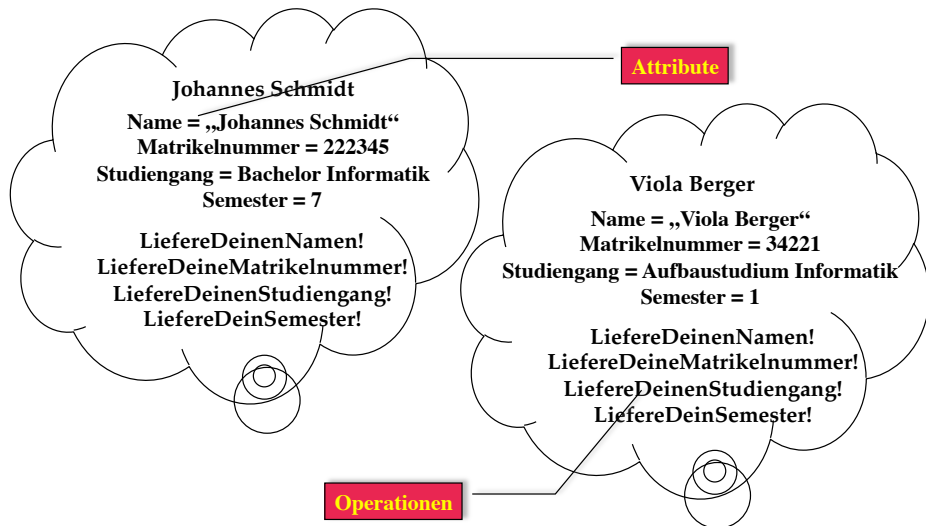 Attribute
Johannes Schmidt
Name = „Johannes Schmidt“
Matrikelnummer = 222345
Studiengang = Bachelor Informatik
Semester = 7
LiefereDeinenNamen!
LiefereDeineMatrikelnummer!
LiefereDeinenStudiengang!
LiefereDeinSemester!
Viola Berger
Name = „Viola Berger“
Matrikelnummer = 34221
Studiengang = Aufbaustudium Informatik
Semester = 1
LiefereDeinenNamen!
LiefereDeineMatrikelnummer!
LiefereDeinenStudiengang!
LiefereDeinSemester!
Operationen